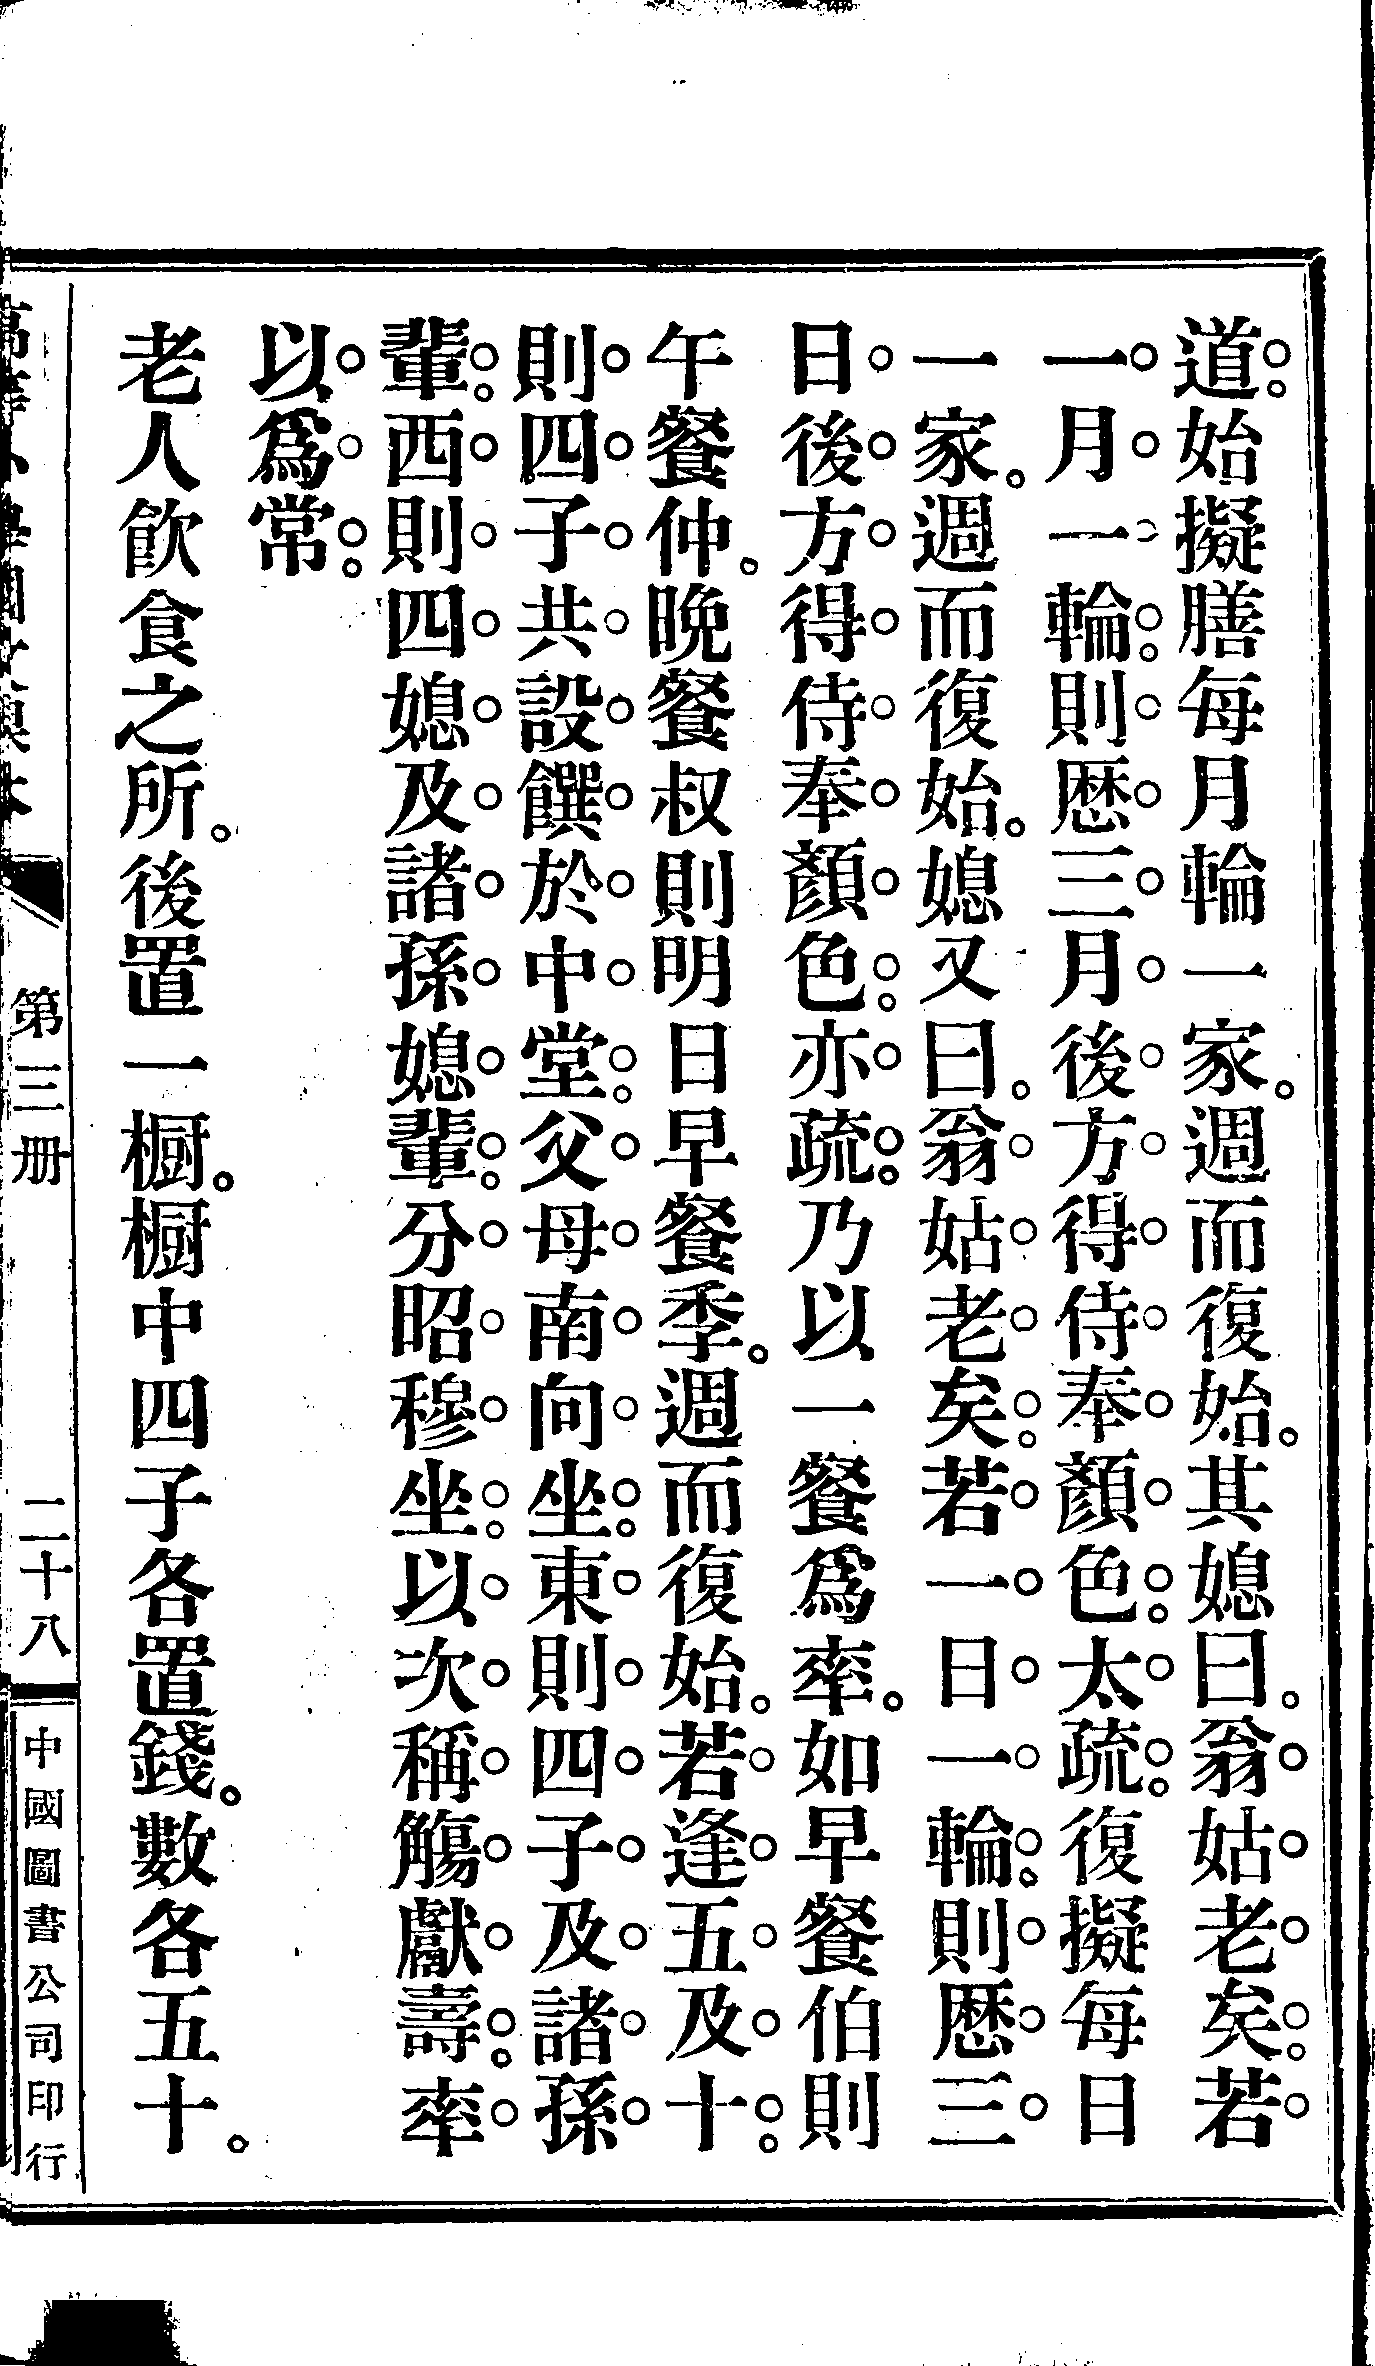 道始擬膳每月輪一家。週而復始。其媳曰。翁姑老矣若
一月一輪則歷三月後方得侍奉顏色太疏復擬每日
一家。週而復始。媳又曰。翁姑老矣若一日一輪則歷三
日後方得侍奉顏色亦疏乃以一餐爲率。如早餐伯則
午餐仲。晚餐叔則明日早餐季。週而復始。若逢五及十
則四子共設饌於中堂父母南向坐東則四子及諸孫
輩西則四媳及諸孫媳輩分昭穆坐以次稱觴獻壽率
以爲常
老人飲食之所。後置一櫥。櫥中四子各置錢。數各五十。
第三册
二十八
中國圖書公司印行